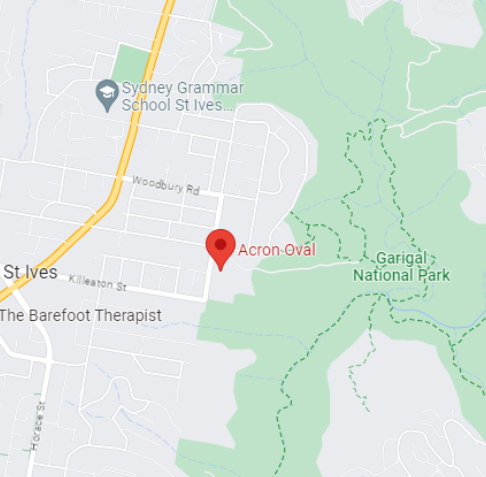 Sydney Grammar
School St Ives...
Woodbury Rd
Acron Oval
Garigal
National Park
St Ives
Killeaton St
The Barefoot Therapist
Horace St